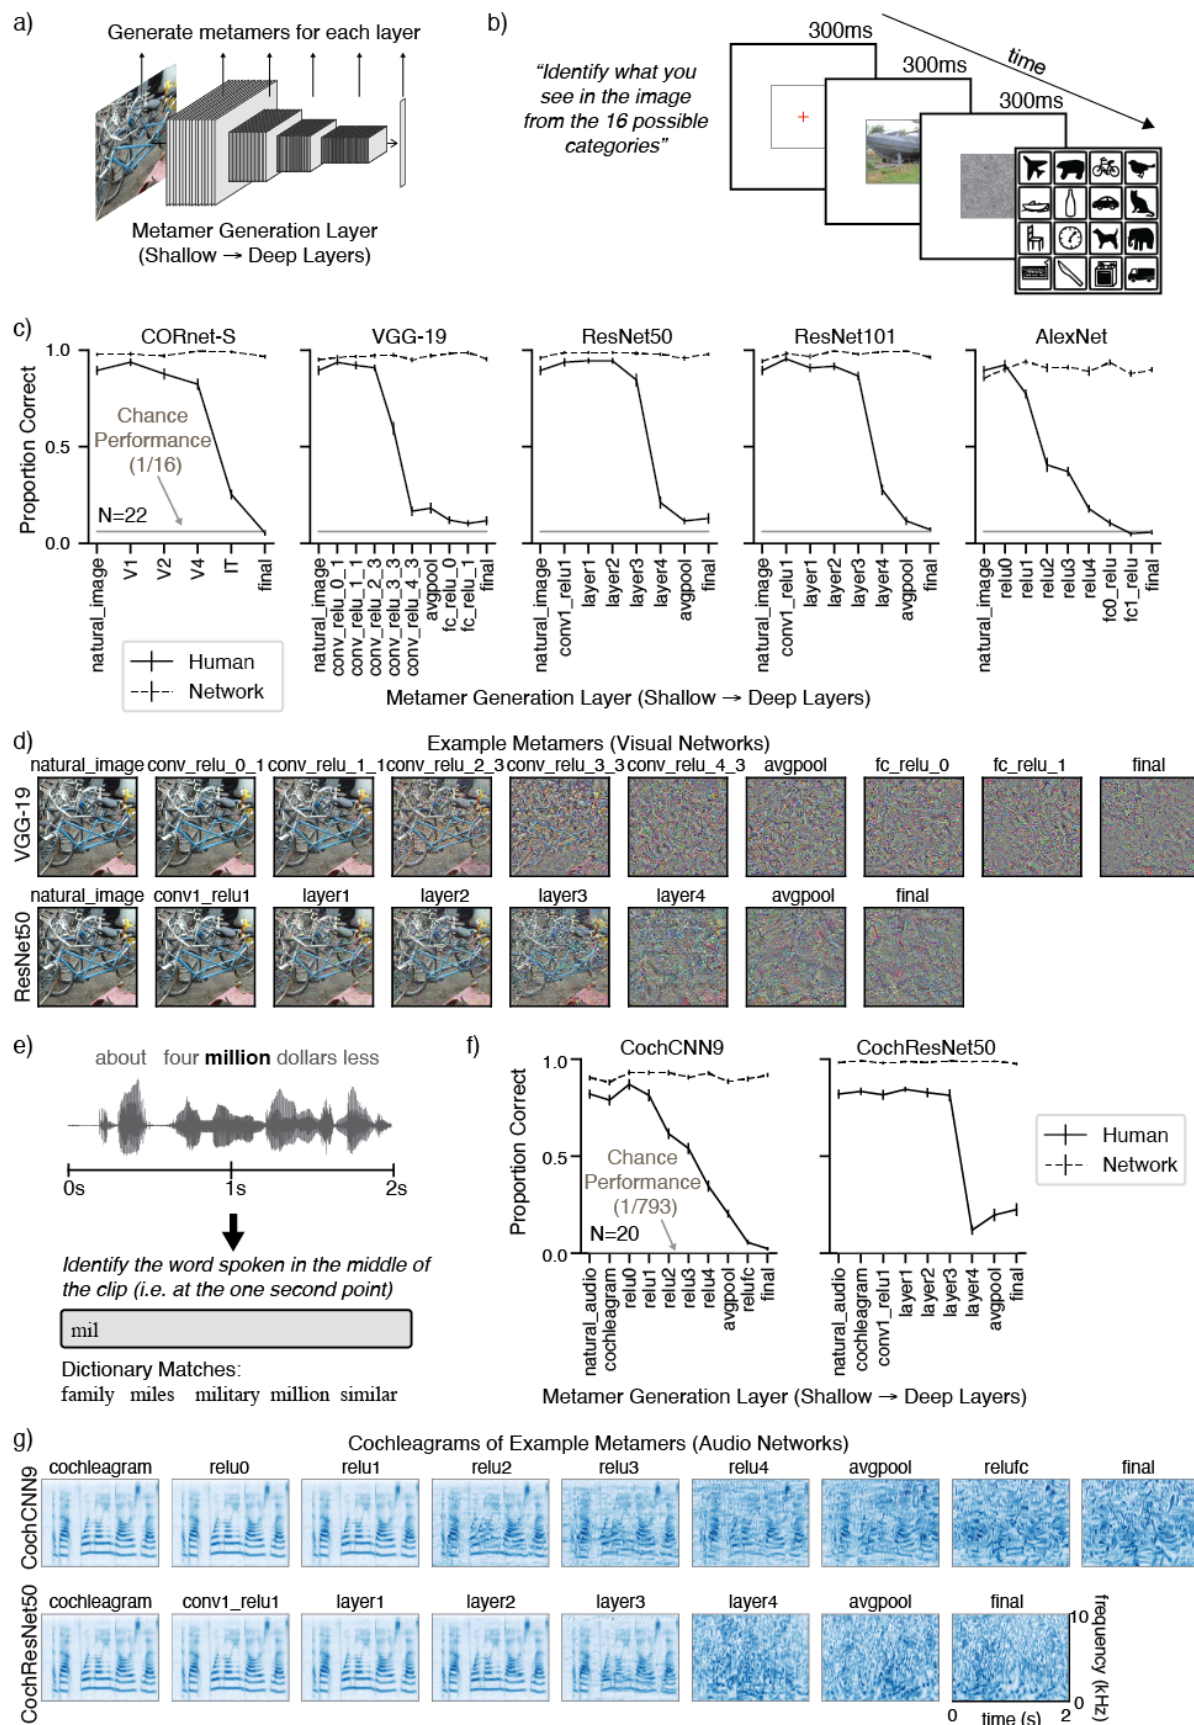 a)
Generate metamers for each layer
Metamer Generation Layer
(Shallow → Deep Layers)
b)
"Identify what you
see in the image
from the 16 possible
categories"
300ms
300ms
300ms
time
c)
CORnet-S
VGG-19
ResNet50
ResNet101
AlexNet
Proportion Correct
1.0
0.5
0.0
Chance
Performance
(1/16)
N=22
natural_image
V1
V2
V4
IT
final
natural_image
conv_relu_0_1
conv_relu_1_1
conv_relu_2_3
conv_relu_3_3
conv_relu_4_3
avgpool
fc_relu_0
fc_relu_1
final
natural_image
conv1_relu1
layer1
layer2
layer3
layer4
avgpool
final
natural_image
conv1_relu1
layer1
layer2
layer3
layer4
avgpool
final
natural_image
relu0
relu1
relu2
relu3
relu4
fc0_relu
fc1_relu
final
Human
Network
Metamer Generation Layer (Shallow → Deep Layers)
d)
Example Metamers (Visual Networks)
natural_image conv_relu_0_1 conv_relu_1_1 conv_relu_2_3 conv_relu_3_3 conv_relu_4_3 avgpool fc_relu_0 fc_relu_1 final
VGG-19
natural_image conv1_relu1 layer1 layer2 layer3 layer4 avgpool final
ResNet50
e)
about four million dollars less
0s 1s 2s
Identify the word spoken in the middle of
the clip (i.e. at the one second point)
mil
Dictionary Matches:
family miles military million similar
f)
CochCNN9
CochResNet50
Proportion Correct
1.0
0.5
0.0
Chance
Performance
(1/793)
N=20
natural_audio
cochleagram
relu0
relu1
relu2
relu3
relu4
avgpool
relufc
final
natural_audio
cochleagram
conv1_relu1
layer1
layer2
layer3
layer4
avgpool
final
Human
Network
Metamer Generation Layer (Shallow → Deep Layers)
g)
Cochleagrams of Example Metamers (Audio Networks)
cochleagram relu0 relu1 relu2 relu3 relu4 avgpool relufc final
CochCNN9
cochleagram conv1_relu1 layer1 layer2 layer3 layer4 avgpool final
CochResNet50
10
0
frequency (kHz)
0 time (s) 2